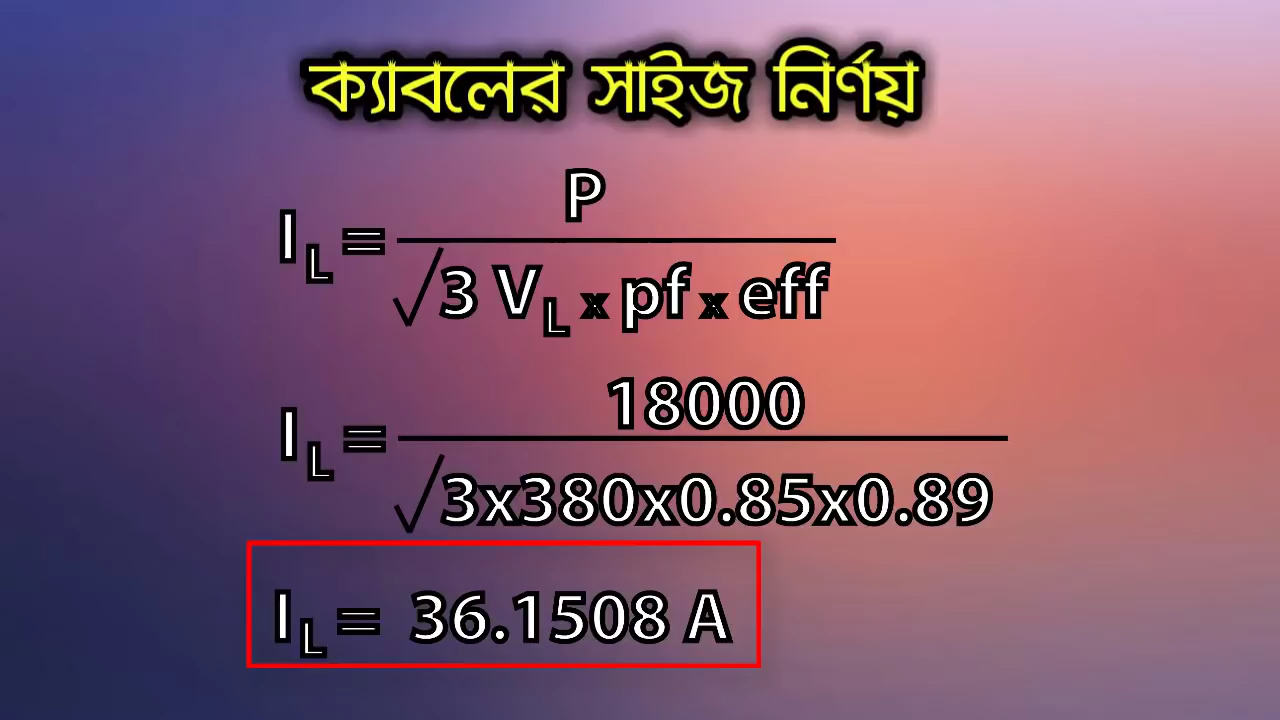 ক্যাবলের সাইজ নির্ণয়
I_L = P / √3 V_L x pf x eff
I_L = 18000 / √3x380x0.85x0.89
I_L = 36.1508 A